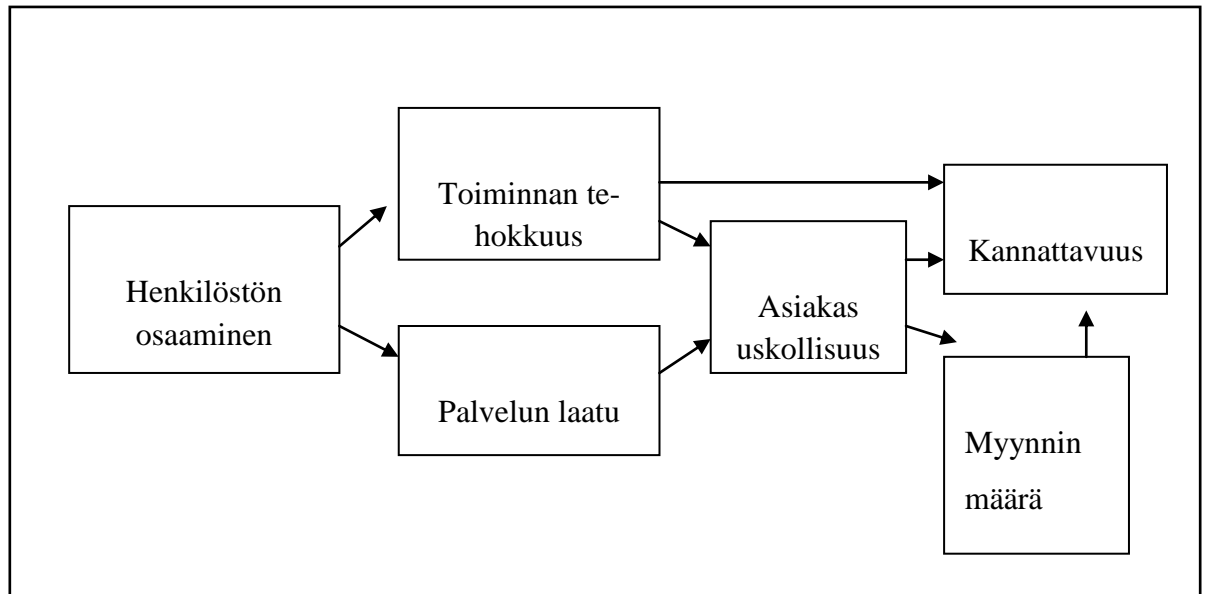 Henkilöstön
osaaminen
Toiminnan te-
hokkuus
Palvelun laatu
Asiakas
uskollisuus
Kannattavuus
Myynnin
määrä